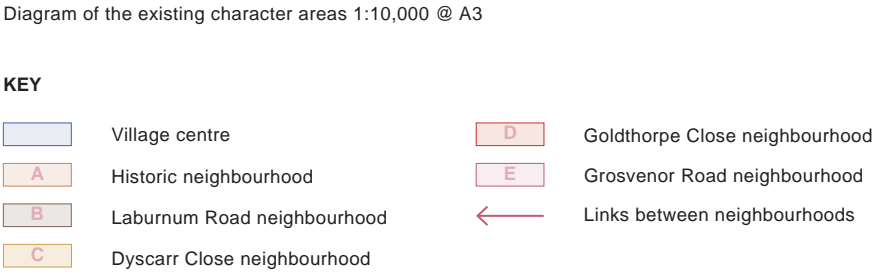 Diagram of the existing character areas 1:10,000 @ A3
KEY
Village centre
A Historic neighbourhood
B Laburnum Road neighbourhood
C Dyscarr Close neighbourhood
D Goldthorpe Close neighbourhood
E Grosvenor Road neighbourhood
Links between neighbourhoods